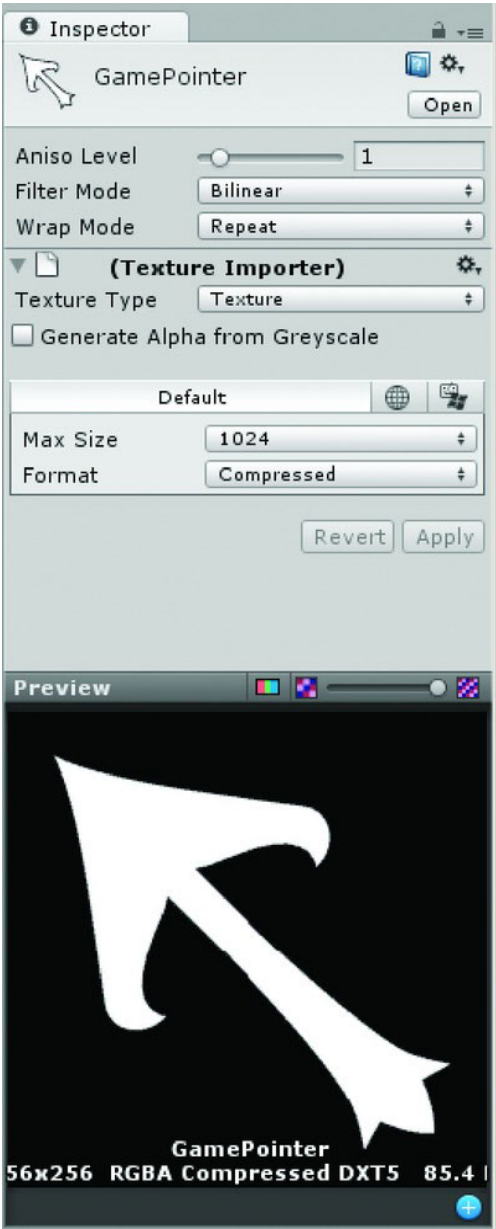 Inspector
GamePointer
Open
Aniso Level 1
Filter Mode Bilinear
Wrap Mode Repeat
(Texture Importer)
Texture Type Texture
Generate Alpha from Greyscale
Default
Max Size 1024
Format Compressed
Revert Apply
Preview
GamePointer
56x256 RGBA Compressed DXT5 85.4